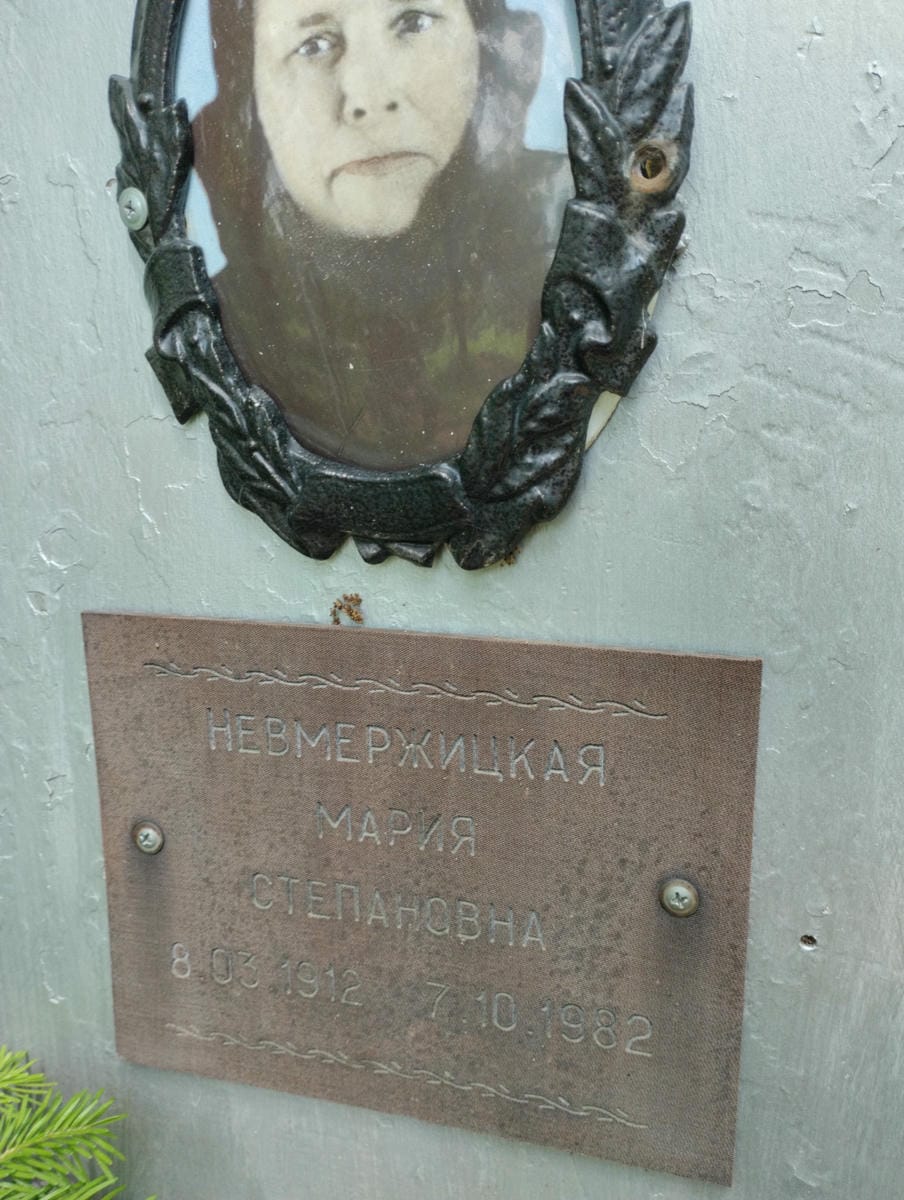 НЕВМЕРЖИЦКАЯ
МАРИЯ
СТЕПАНОВНА
8.03.1912 7.10.1982